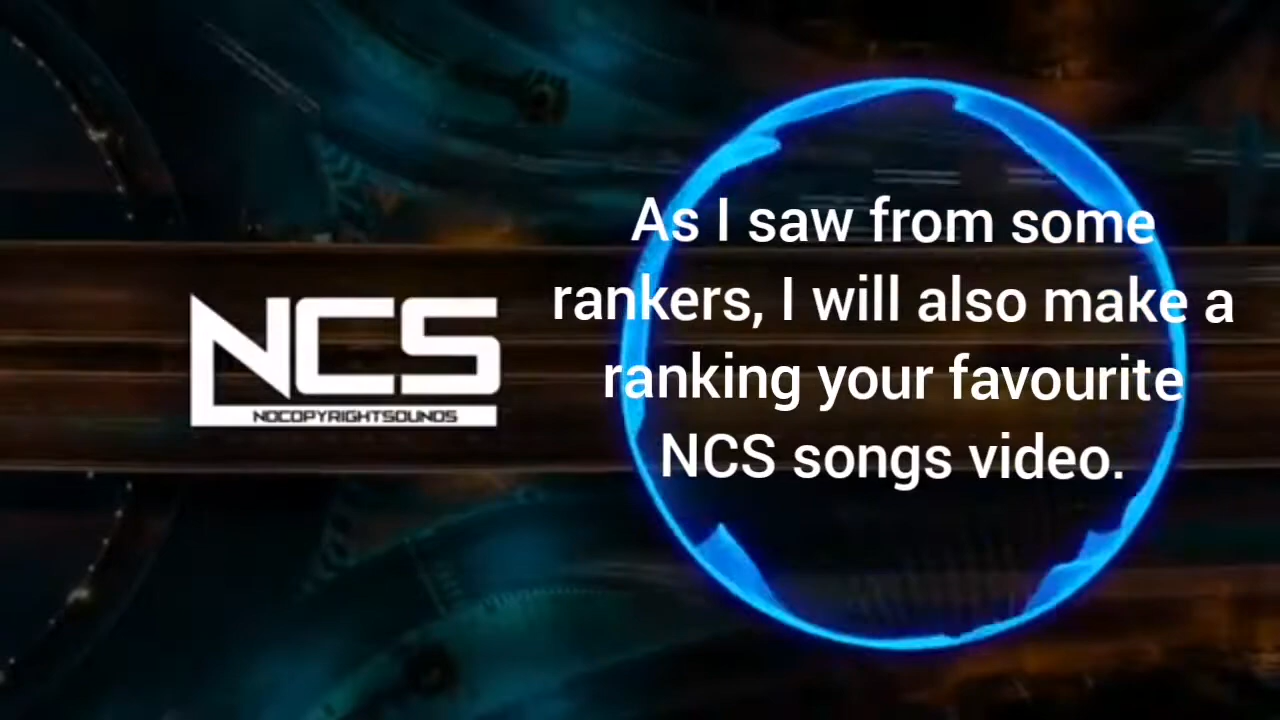 NCS
NOCOPYRIGHTSOUNDS
As I saw from some
rankers, I will also make a
ranking your favourite
NCS songs video.